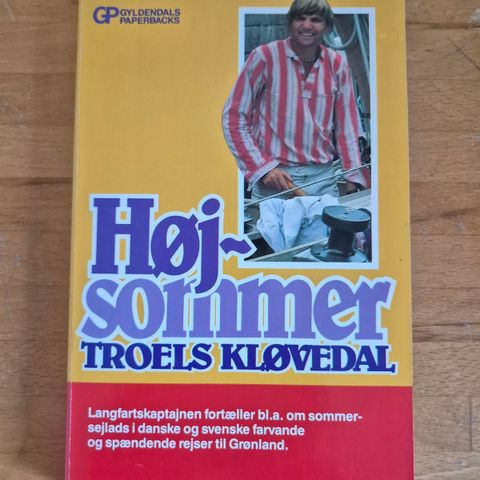 GP GYLDENDALS
PAPERBACKS
Høj-
sommer
TROELS KLØVEDAL
Langfartskaptajnen fortæller bl.a. om sommer-
sejlads i danske og svenske farvande
og spændende rejser til Grønland.